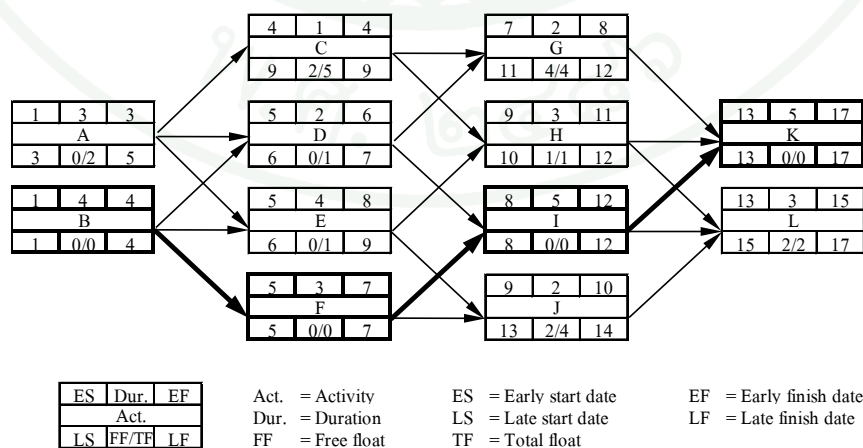 4 1 4
C
9 2/5 9
7 2 8
G
11 4/4 12
1 3 3
A
3 0/2 5
5 2 6
D
6 0/1 7
9 3 11
H
10 1/1 12
13 5 17
K
13 0/0 17
1 4 4
B
1 0/0 4
5 4 8
E
6 0/1 9
8 5 12
I
8 0/0 12
13 3 15
L
15 2/2 17
5 3 7
F
5 0/0 7
9 2 10
J
13 2/4 14
ES Dur. EF
Act.
LS FF/TF LF
Act. = Activity
Dur. = Duration
FF = Free float
ES = Early start date
LS = Late start date
TF = Total float
EF = Early finish date
LF = Late finish date